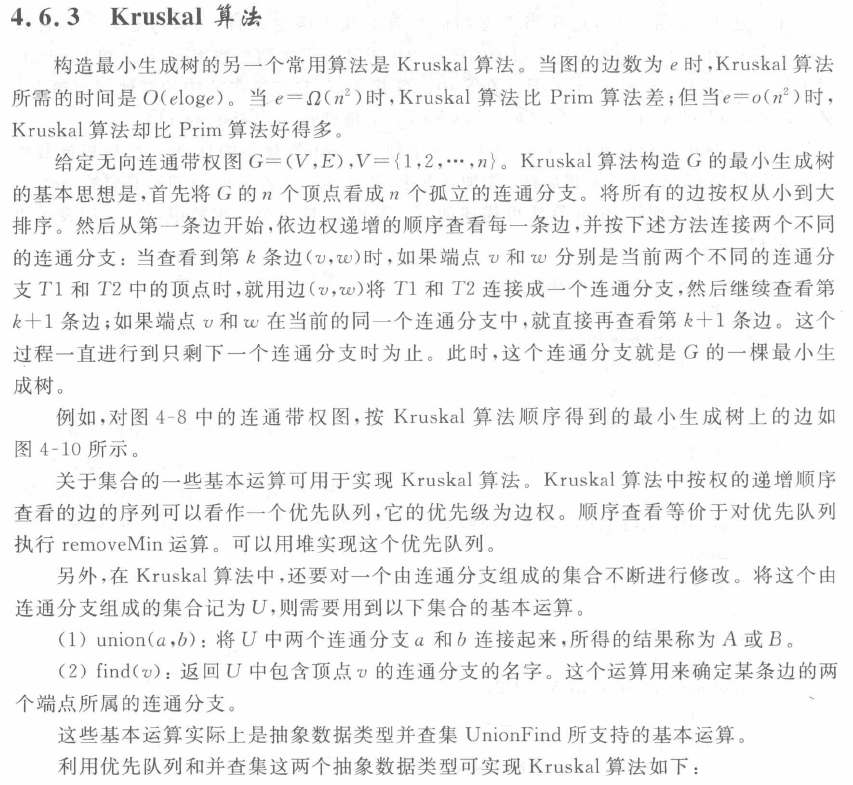 4.6.3 Kruskal 算法
构造最小生成树的另一个常用算法是 Kruskal 算法。当图的边数为 e 时,Kruskal 算法
所需的时间是 O(eloge)。当 e=Ω(n²)时,Kruskal 算法比 Prim 算法差;但当e=o(n²)时,
Kruskal 算法却比 Prim 算法好得多。
给定无向连通带权图 G=(V,E),V={1,2,…,n}。Kruskal 算法构造 G 的最小生成树
的基本思想是,首先将 G 的 n 个顶点看成 n 个孤立的连通分支。将所有的边按权从小到大
排序。然后从第一条边开始,依边权递增的顺序查看每一条边,并按下述方法连接两个不同
的连通分支:当查看到第 k 条边(v,w)时,如果端点 v 和 w 分别是当前两个不同的连通分
支 T1 和 T2 中的顶点时,就用边(v,w)将 T1 和 T2 连接成一个连通分支,然后继续查看第
k+1 条边;如果端点 v 和 w 在当前的同一个连通分支中,就直接再查看第 k+1 条边。这个
过程一直进行到只剩下一个连通分支时为止。此时,这个连通分支就是 G 的一棵最小生
成树。
例如,对图 4-8 中的连通带权图,按 Kruskal 算法顺序得到的最小生成树上的边如
图 4-10 所示。
关于集合的一些基本运算可用于实现 Kruskal 算法。Kruskal 算法中按权的递增顺序
查看的边的序列可以看作一个优先队列,它的优先级为边权。顺序查看等价于对优先队列
执行 removeMin 运算。可以用堆实现这个优先队列。
另外,在 Kruskal 算法中,还要对一个由连通分支组成的集合不断进行修改。将这个由
连通分支组成的集合记为 U,则需要用到以下集合的基本运算。
(1) union(a,b):将 U 中两个连通分支 a 和 b 连接起来,所得的结果称为 A 或 B。
(2) find(v):返回 U 中包含顶点 v 的连通分支的名字。这个运算用来确定某条边的两
个端点所属的连通分支。
这些基本运算实际上是抽象数据类型并查集 UnionFind 所支持的基本运算。
利用优先队列和并查集这两个抽象数据类型可实现 Kruskal 算法如下: